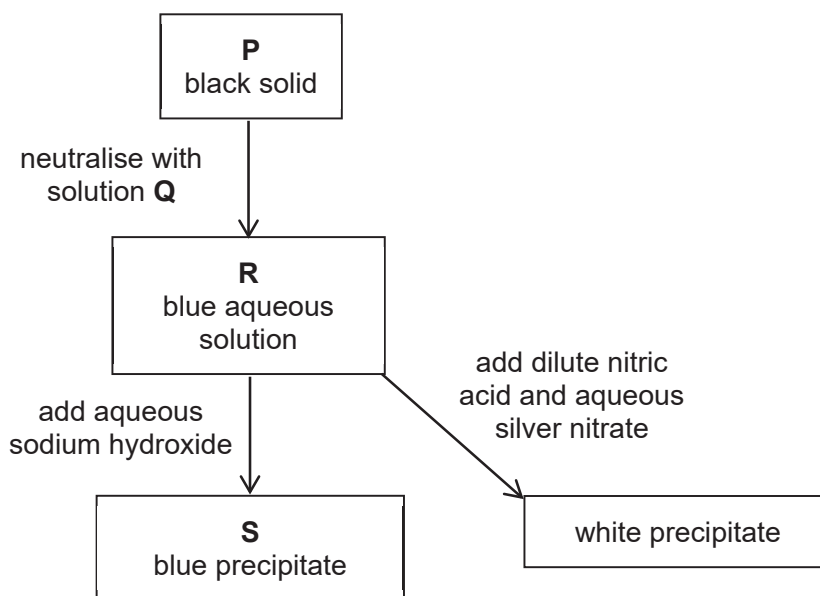 P
black solid
neutralise with
solution Q
R
blue aqueous
solution
add aqueous
sodium hydroxide
add dilute nitric
acid and aqueous
silver nitrate
S
blue precipitate
white precipitate